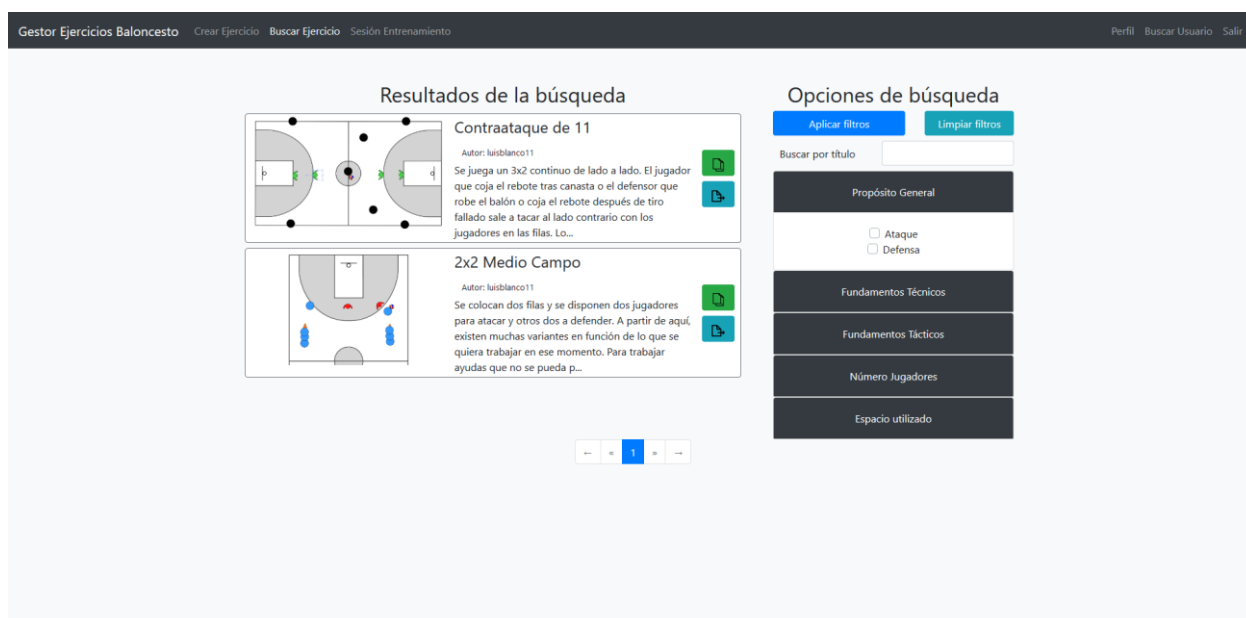 Gestor Ejercicios Baloncesto Crear Ejercicio Buscar Ejercicio Sesión Entrenamiento Perfil Buscar Usuario Salir
Resultados de la búsqueda
Contraataque de 11
Autor: luisblanco11
Se juega un 3x2 continuo de lado a lado. El jugador
que coja el rebote tras canasta o el defensor que
robe el balón o coja el rebote después de tiro
fallado sale a tacar al lado contrario con los
jugadores en las filas. Lo...
2x2 Medio Campo
Autor: luisblanco11
Se colocan dos filas y se disponen dos jugadores
para atacar y otros dos a defender. A partir de aquí,
existen muchas variantes en función de lo que se
quiera trabajar en ese momento. Para trabajar
ayudas que no se pueda p...
← « 1 » →
Opciones de búsqueda
Aplicar filtros Limpiar filtros
Buscar por título
Propósito General
Ataque
Defensa
Fundamentos Técnicos
Fundamentos Tácticos
Número Jugadores
Espacio utilizado